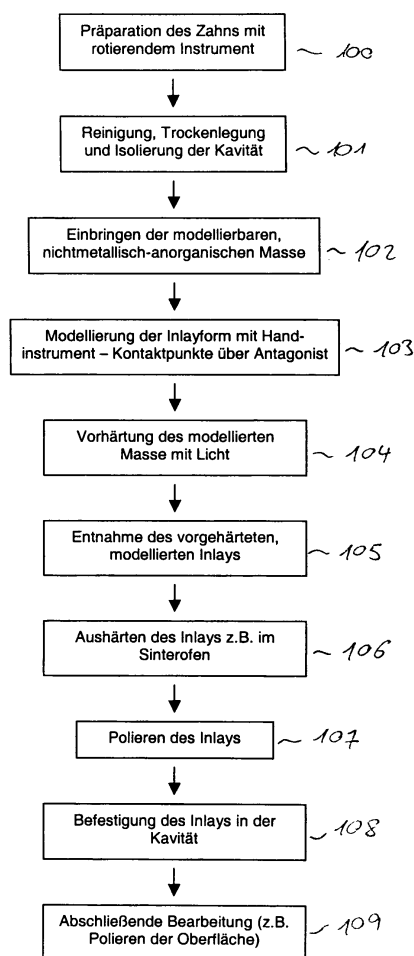 Präparation des Zahns mit
rotierendem Instrument
100
Reinigung, Trockenlegung
und Isolierung der Kavität
101
Einbringen der modellierbaren,
nichtmetallisch-anorganischen Masse
102
Modellierung der Inlayform mit Hand-
instrument – Kontaktpunkte über Antagonist
103
Vorhärtung des modellierten
Masse mit Licht
104
Entnahme des vorgehärteten,
modellierten Inlays
105
Aushärten des Inlays z.B. im
Sinterofen
106
Polieren des Inlays
107
Befestigung des Inlays in der
Kavität
108
Abschließende Bearbeitung (z.B.
Polieren der Oberfläche)
109